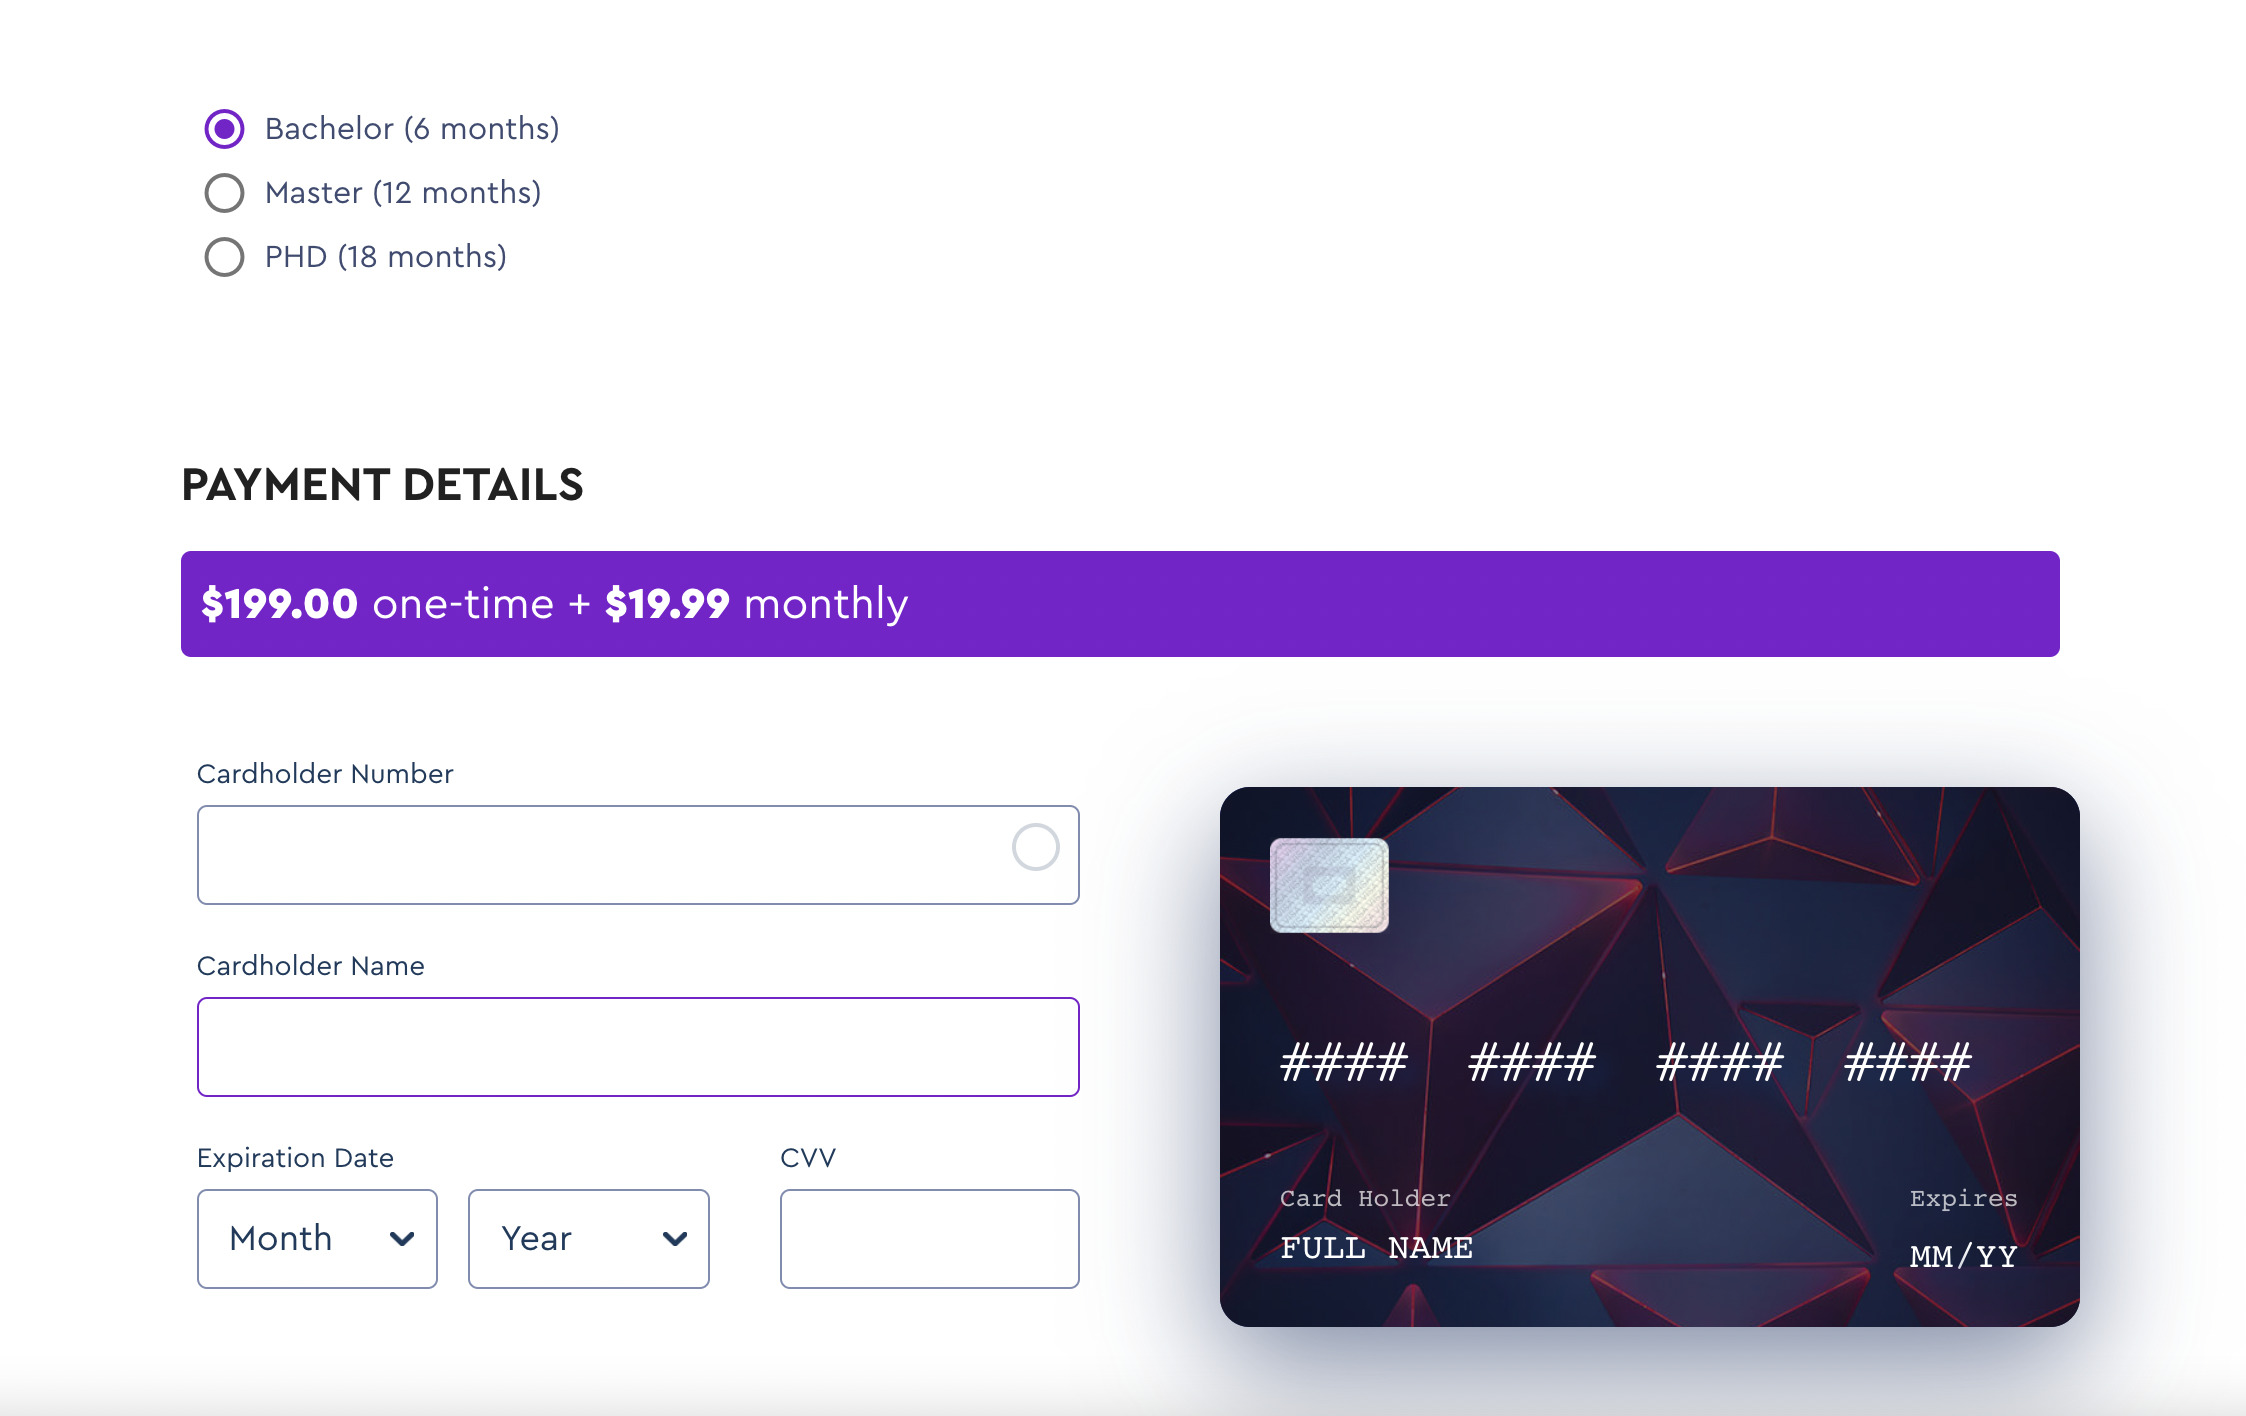 Bachelor (6 months)
Master (12 months)
PHD (18 months)
PAYMENT DETAILS
$199.00 one-time + $19.99 monthly
Cardholder Number
Cardholder Name
Expiration Date
CVV
Month
Year
#### #### #### ####
Card Holder
FULL NAME
Expires
MM/YY